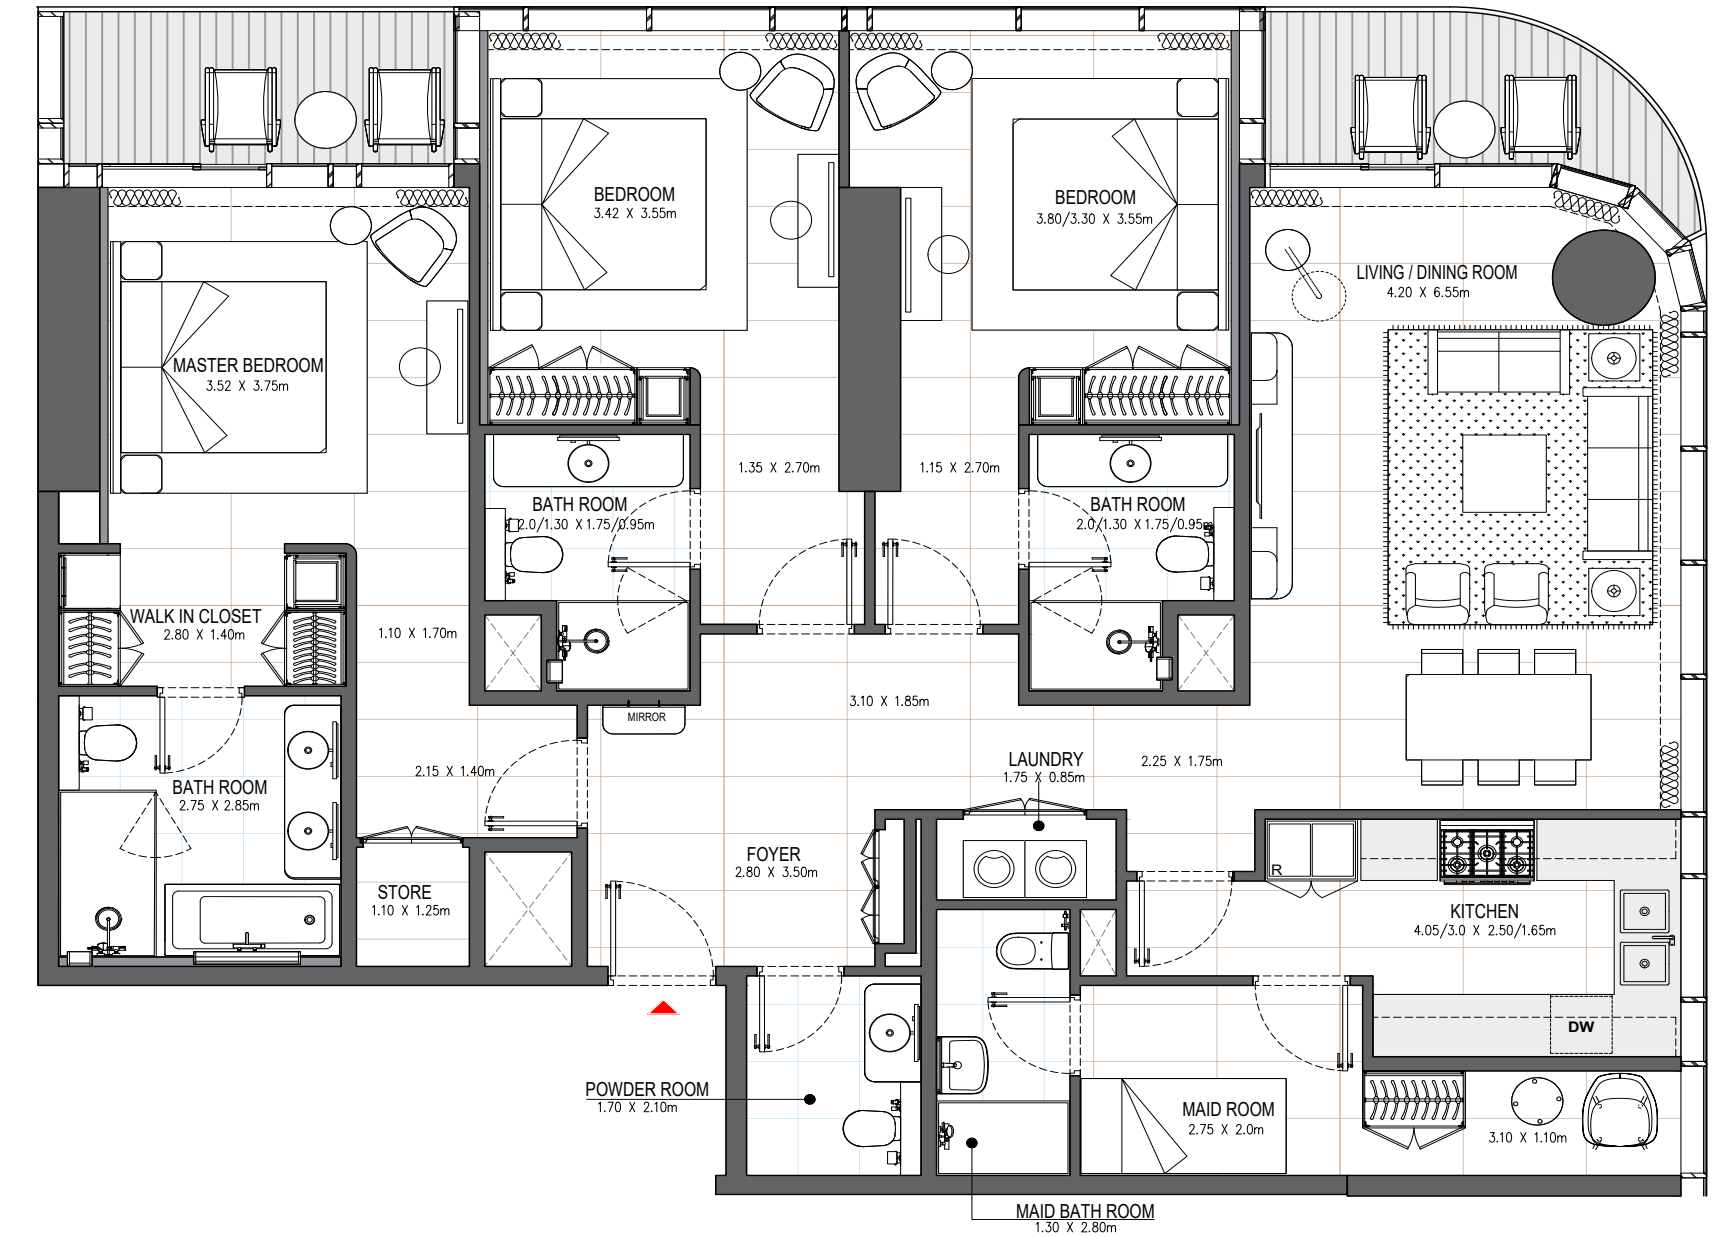 BEDROOM
3.42 X 3.55m
BEDROOM
3.80/3.30 X 3.55m
LIVING / DINING ROOM
4.20 X 6.55m
MASTER BEDROOM
3.52 X 3.75m
1.35 X 2.70m
1.15 X 2.70m
BATH ROOM
2.0/1.30 X 1.75/0.95m
BATH ROOM
2.0/1.30 X 1.75/0.95m
WALK IN CLOSET
2.80 X 1.40m
1.10 X 1.70m
3.10 X 1.85m
MIRROR
LAUNDRY
1.75 X 0.85m
2.25 X 1.75m
2.15 X 1.40m
BATH ROOM
2.75 X 2.85m
FOYER
2.80 X 3.50m
R
STORE
1.10 X 1.25m
KITCHEN
4.05/3.0 X 2.50/1.65m
DW
POWDER ROOM
1.70 X 2.10m
MAID ROOM
2.75 X 2.0m
3.10 X 1.10m
MAID BATH ROOM
1.30 X 2.80m